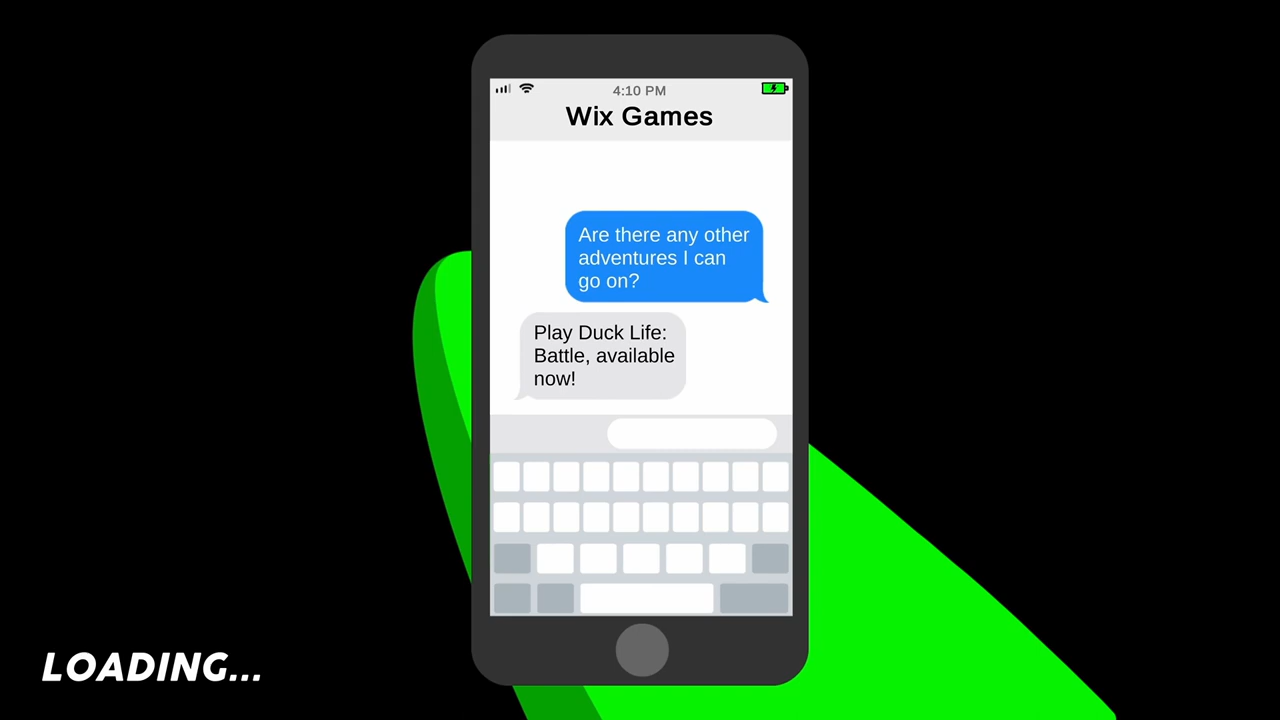 4:10 PM
Wix Games
Are there any other
adventures I can
go on?
Play Duck Life:
Battle, available
now!
LOADING...